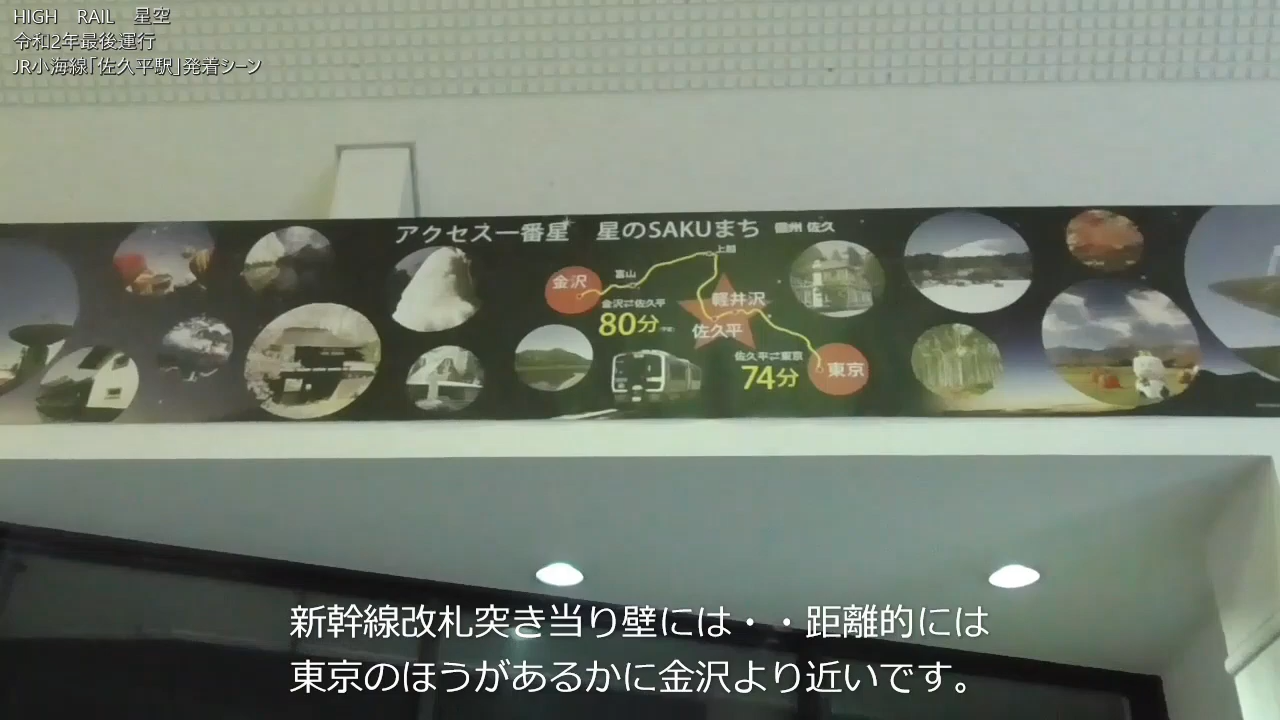 HIGH RAIL 星空
令和2年最後運行
JR小海線「佐久平駅」発着シーン
アクセス一番星 星のSAKUまち 信州 佐久
上越
富山
金沢
金沢⇄佐久平
80分
軽井沢
佐久平
佐久平⇄東京
74分
東京
新幹線改札突き当り壁には・・距離的には
東京のほうがあるかに金沢より近いです。